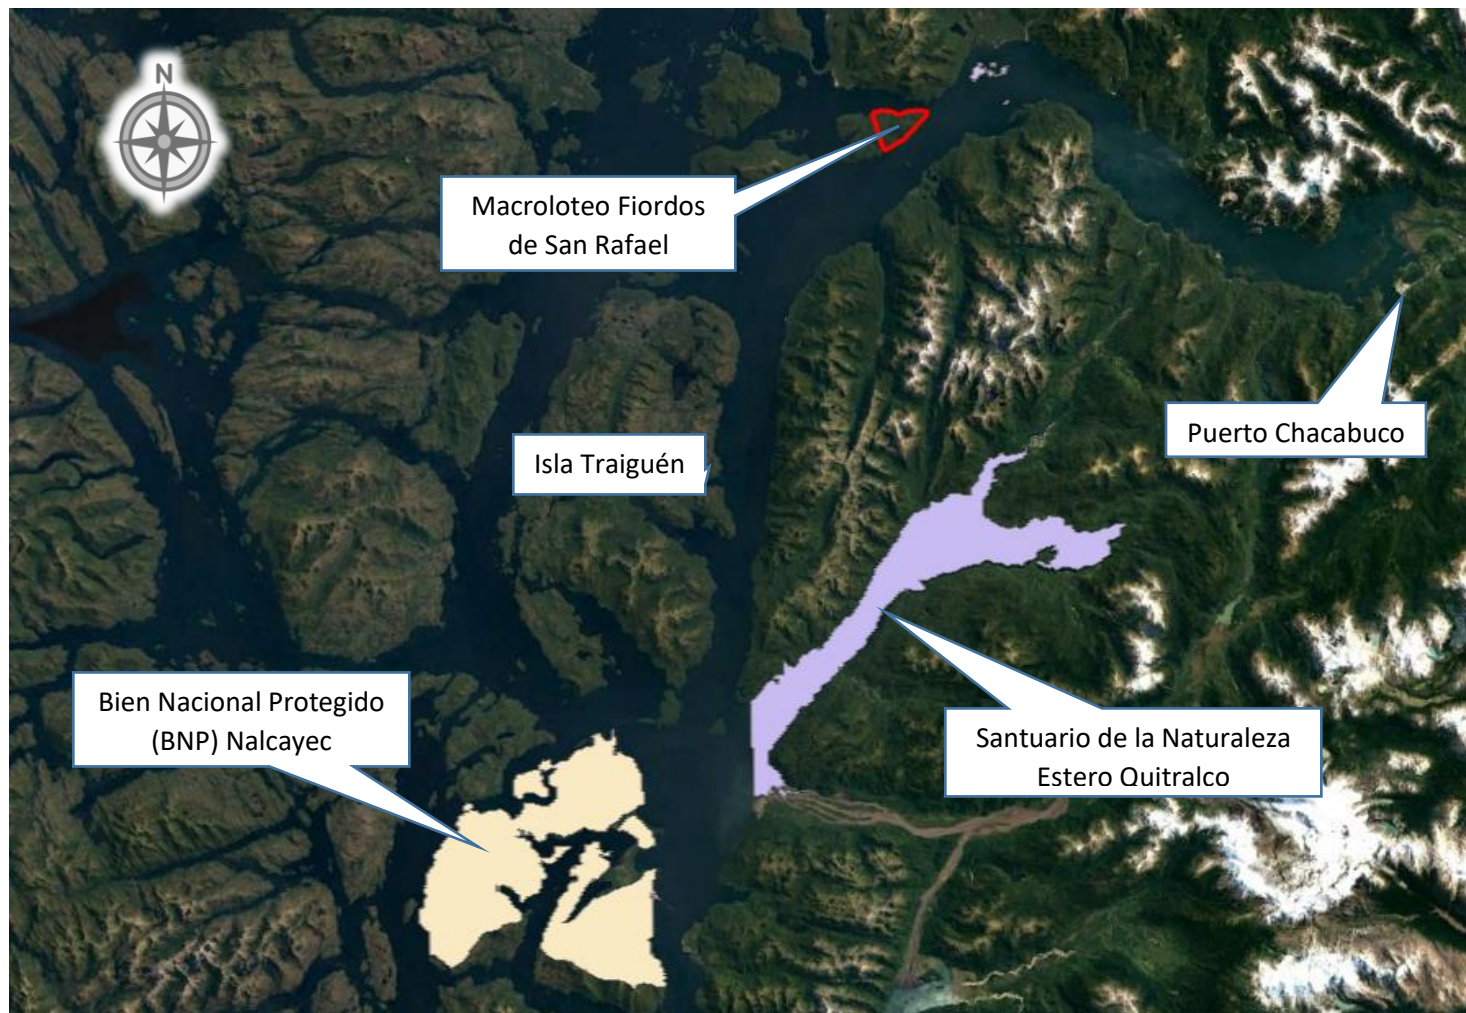 N
Macroloteo Fiordos
de San Rafael
Puerto Chacabuco
Isla Traiguén
Bien Nacional Protegido
(BNP) Nalcayec
Santuario de la Naturaleza
Estero Quitralco